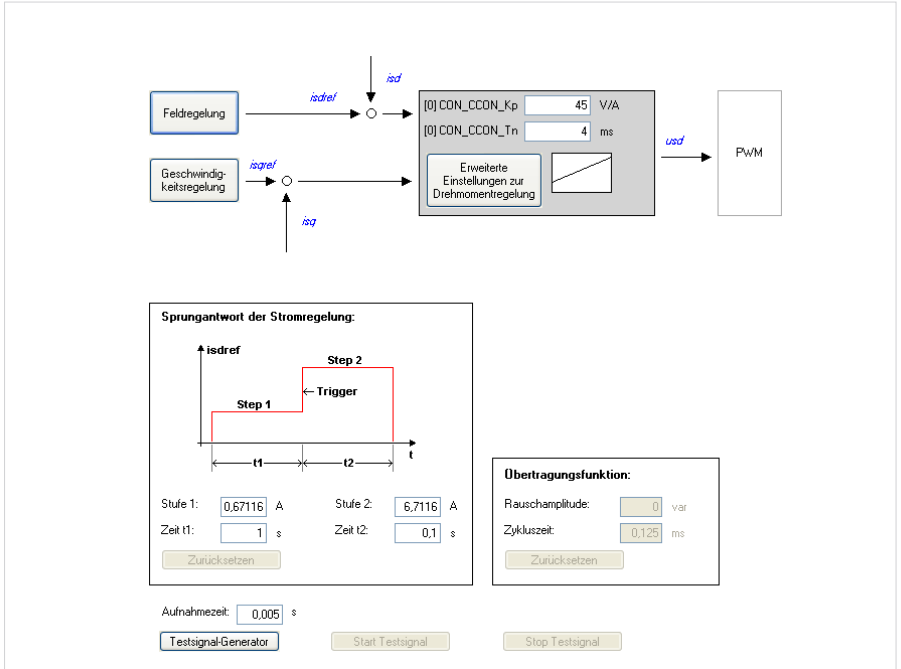 isd
isdref
Feldregelung
[0] CON_CCON_Kp 45 V/A
[0] CON_CCON_Tn 4 ms
usd
PWM
isqref
Geschwindig-
keitsregelung
Erweiterte
Einstellungen zur
Drehmomentregelung
isq
Sprungantwort der Stromregelung:
isdref
Step 2
Trigger
Step 1
t
t1
t2
Stufe 1: 0,67116 A Stufe 2: 6,7116 A
Zeit t1: 1 s Zeit t2: 0,1 s
Zurücksetzen
Übertragungsfunktion:
Rauschamplitude: 0 var
Zykluszeit: 0,125 ms
Zurücksetzen
Aufnahmezeit: 0,005 s
Testsignal-Generator Start Testsignal Stop Testsignal